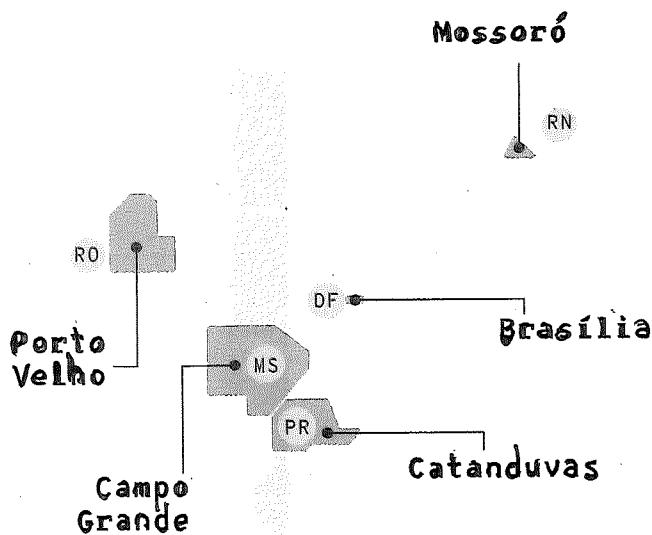 Mossoró
RN
RO
DF
Brasília
Porto
Velho
MS
PR
Catanduvas
Campo
Grande